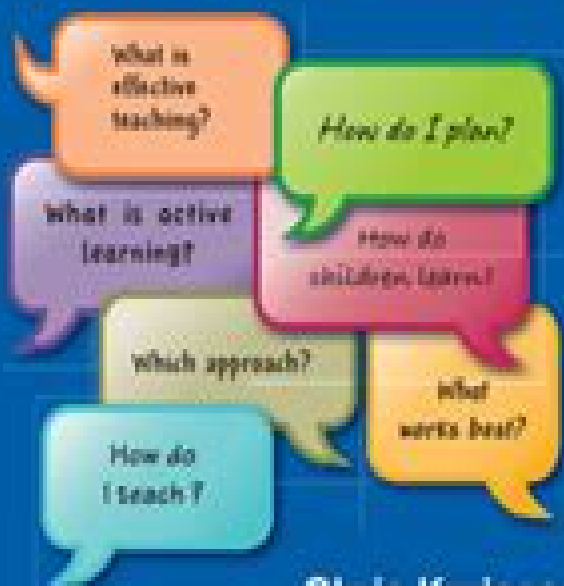 What is
effective
teaching?
How do I plan?
What is active
learning?
How do
children learn?
Which approach?
What
works best?
How do
I teach?